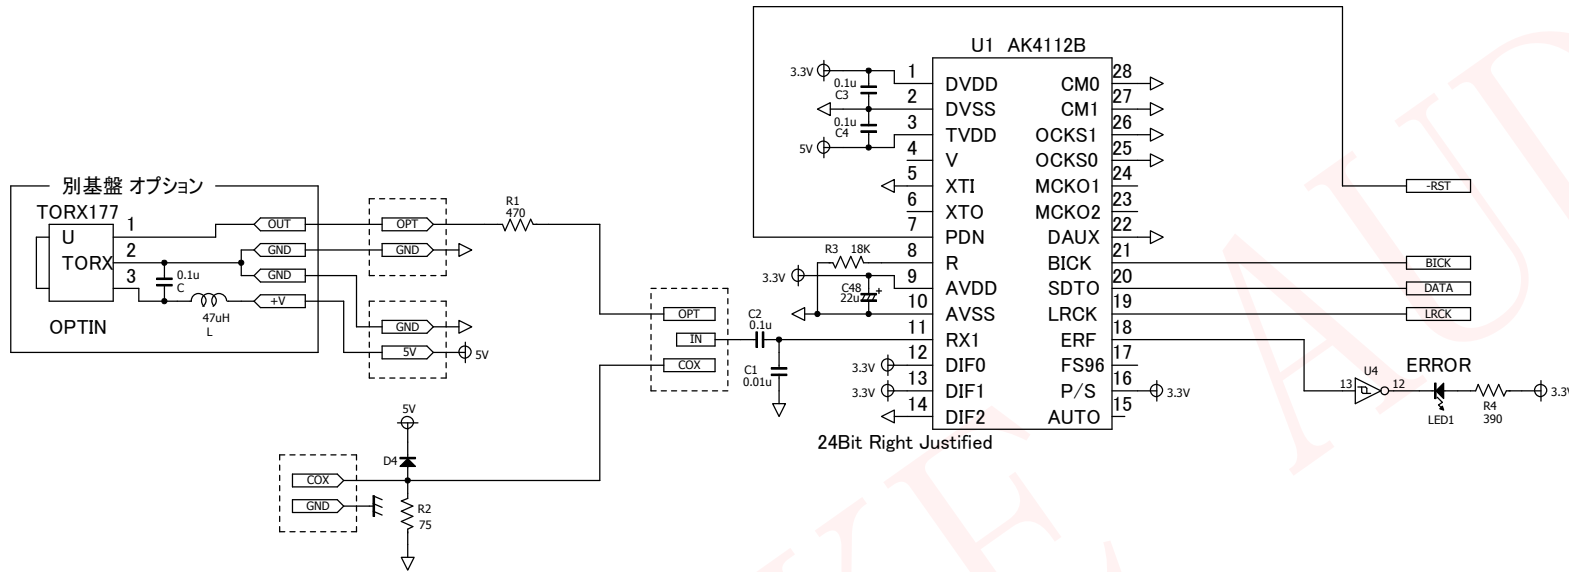 U1 AK4112B
3.3V
0.1u
C3
0.1u
C4
5V
1 DVDD
2 DVSS
3 TVDD
4 V
5 XTI
6 XTO
7 PDN
8 R
9 AVDD
10 AVSS
11 RX1
12 DIF0
13 DIF1
14 DIF2
CM0 28
CM1 27
OCKS1 26
OCKS0 25
MCKO1 24
MCKO2 23
DAUX 22
BICK 21
SDTO 20
LRCK 19
ERF 18
FS96 17
P/S 16
AUTO 15
24Bit Right Justified
-RST
BICK
DATA
LRCK
R3 18K
3.3V
C48
22u
+
3.3V
3.3V
3.3V
別基盤 オプション
TORX177
U
TORX
1
2
3
0.1u
C
47uH
L
OPTIN
OUT
GND
GND
+V
OPT
GND
GND
5V
5V
R1
470
OPT
IN
COX
C2
0.1u
C1
0.01u
5V
D4
COX
GND
R2
75
ERROR
U4
13
12
LED1
R4
390
3.3V
KE AU